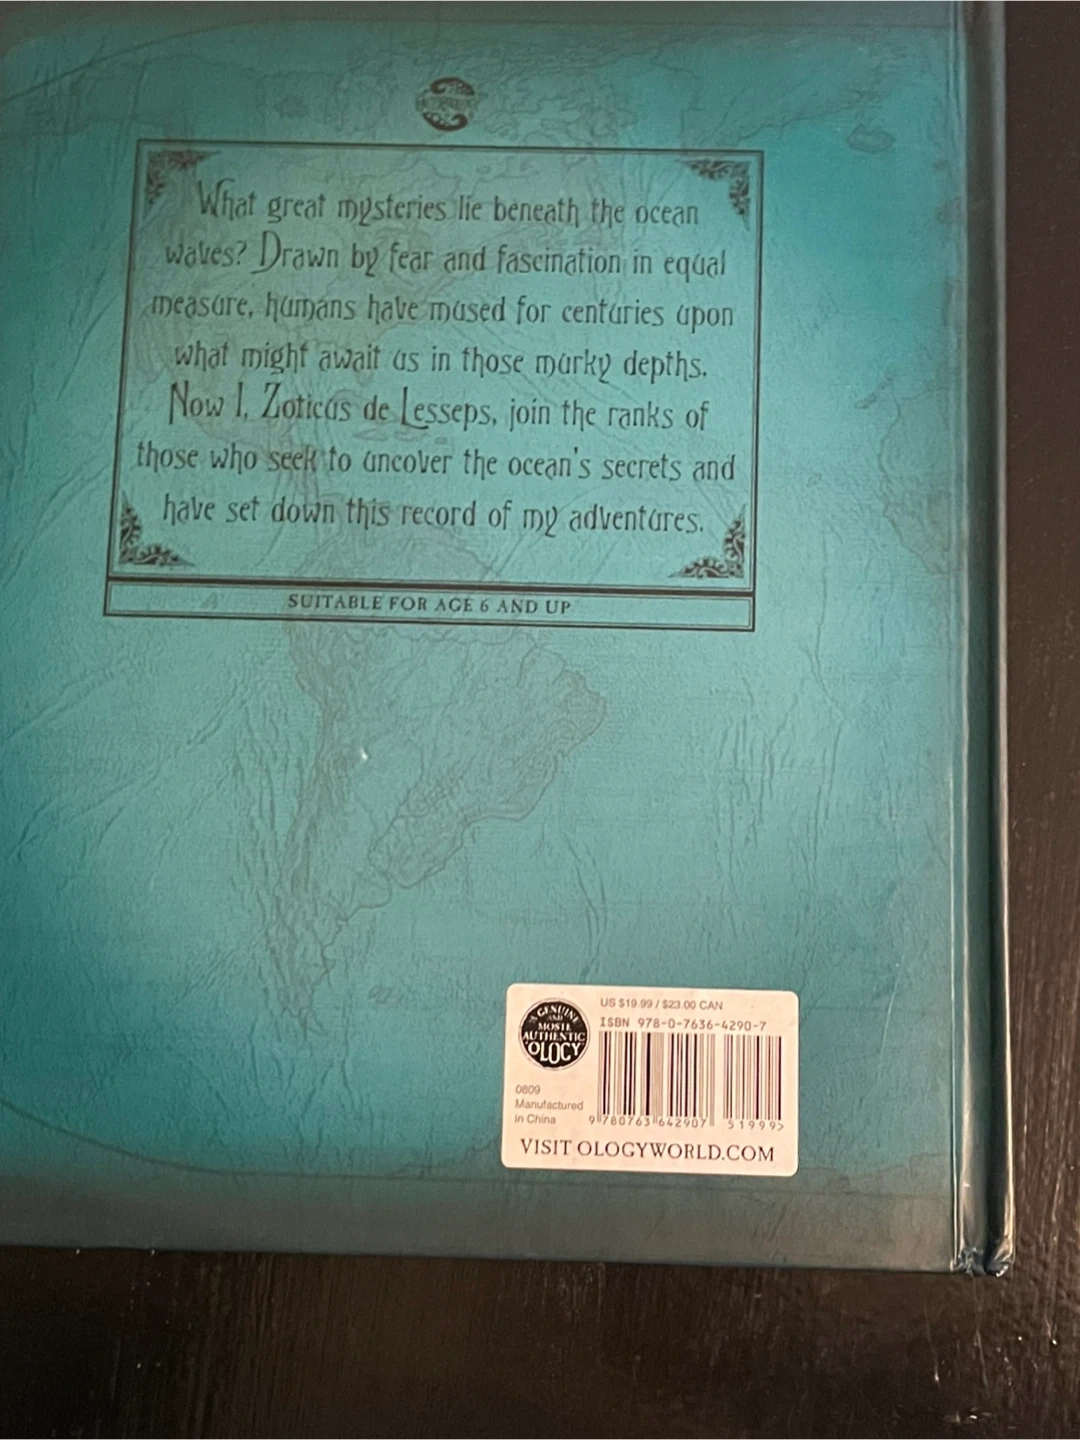 What great mysteries lie beneath the ocean
waves? Drawn by fear and fascination in equal
measure, humans have mused for centuries upon
what might await us in those murky depths.
Now I, Zoticus de Lesseps, join the ranks of
those who seek to uncover the ocean's secrets and
have set down this record of my adventures.
SUITABLE FOR AGE 6 AND UP
US $19.99 / $23.00 CAN
ISBN 978-0-7636-4290-7
A GENUINE
AND
MOST
AUTHENTIC
'OLOGY
0809
Manufactured
in China
9 780763 642907
51999>
VISIT OLOGYWORLD.COM